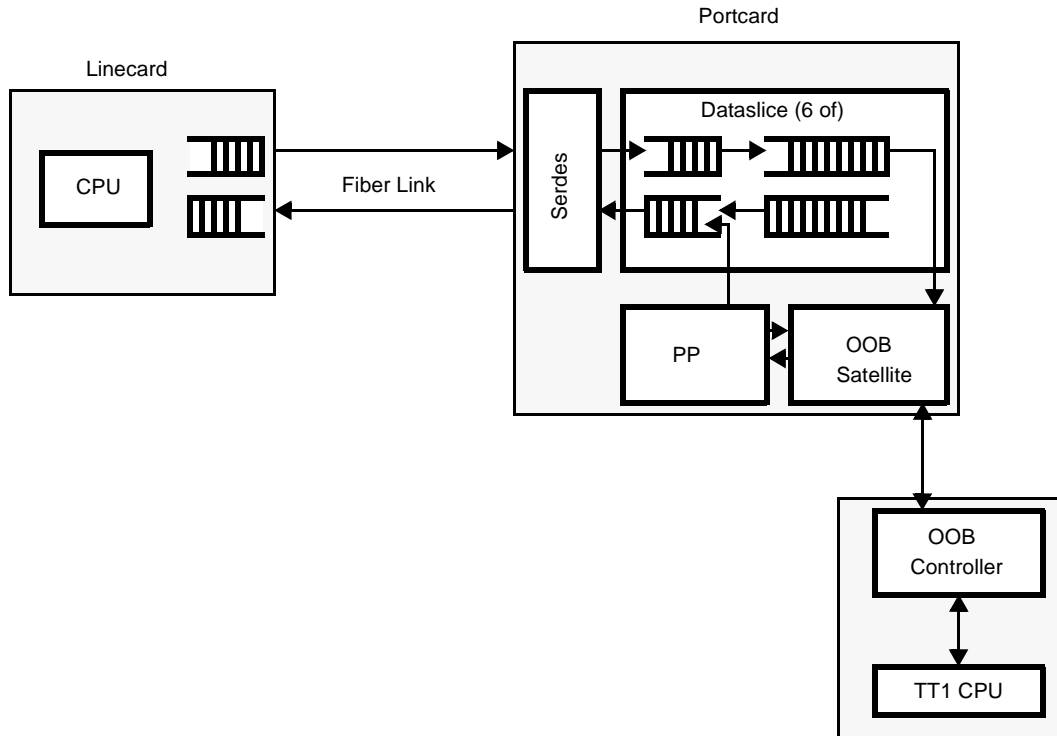 Portcard
Linecard
Dataslice (6 of)
CPU
Fiber Link
Serdes
PP
OOB
Satellite
OOB
Controller
TT1 CPU